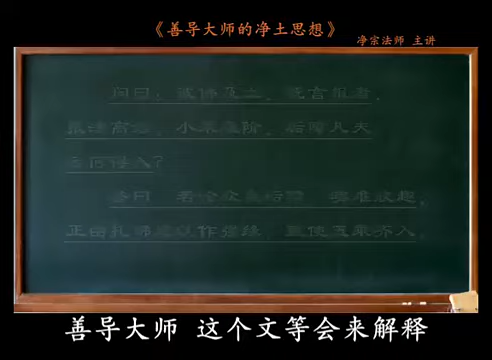 《善导大师的净土思想》
净宗法师 主讲
问曰：彼佛及土，既言报者，
报法高妙，小圣难阶，垢障凡夫
云何得入？
答曰：若论众生垢障，实难欣趣。
正由托佛愿以作强缘，致使五乘齐入。
善导大师 这个文等会来解释